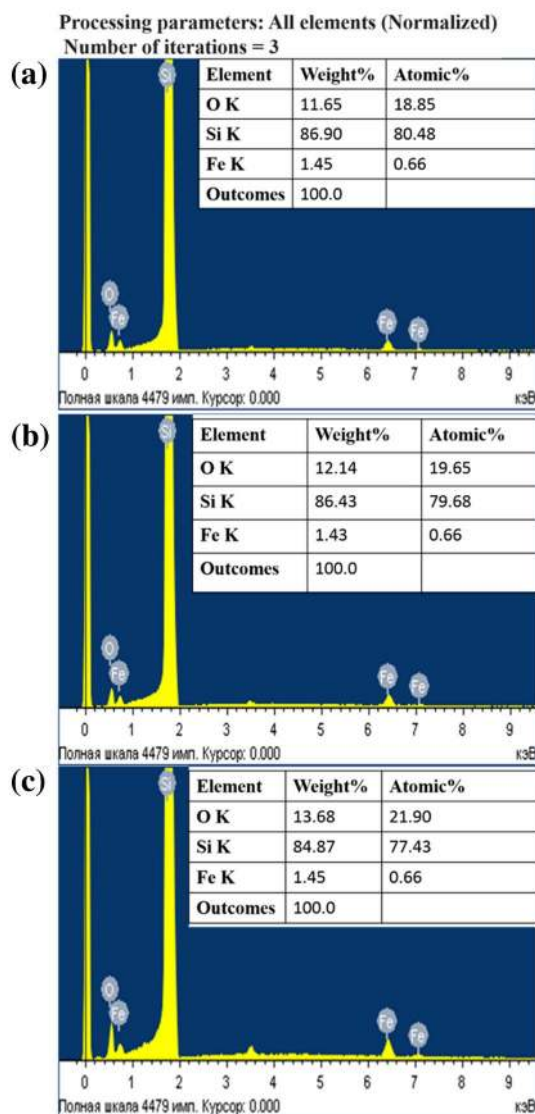 Processing parameters: All elements (Normalized)
Number of iterations = 3
(a)
Si
Element Weight% Atomic%
O K 11.65 18.85
Si K 86.90 80.48
Fe K 1.45 0.66
Outcomes 100.0
O
Fe
Fe
Fe
0 1 2 3 4 5 6 7 8 9
Полная шкала 4479 имп. Курсор: 0.000 кэВ
(b)
Si
Element Weight% Atomic%
O K 12.14 19.65
Si K 86.43 79.68
Fe K 1.43 0.66
Outcomes 100.0
O
Fe
Fe
Fe
0 1 2 3 4 5 6 7 8 9
Полная шкала 4479 имп. Курсор: 0.000 кэВ
(c)
Si
Element Weight% Atomic%
O K 13.68 21.90
Si K 84.87 77.43
Fe K 1.45 0.66
Outcomes 100.0
O
Fe
Fe
Fe
0 1 2 3 4 5 6 7 8 9
Полная шкала 4479 имп. Курсор: 0.000 кэВ